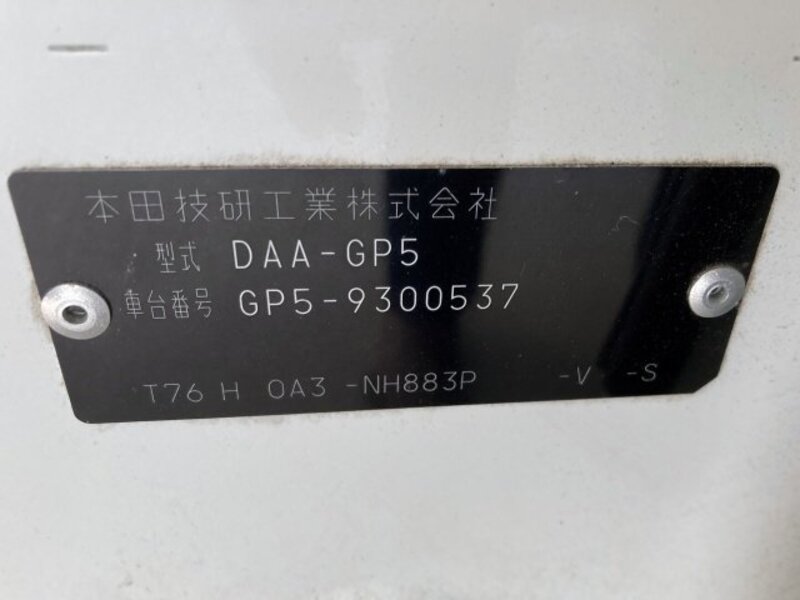 本田技研工業株式会社
型式 DAA-GP5
車台番号 GP5-9300537
T76 H 0A3 -NH883P -V -S